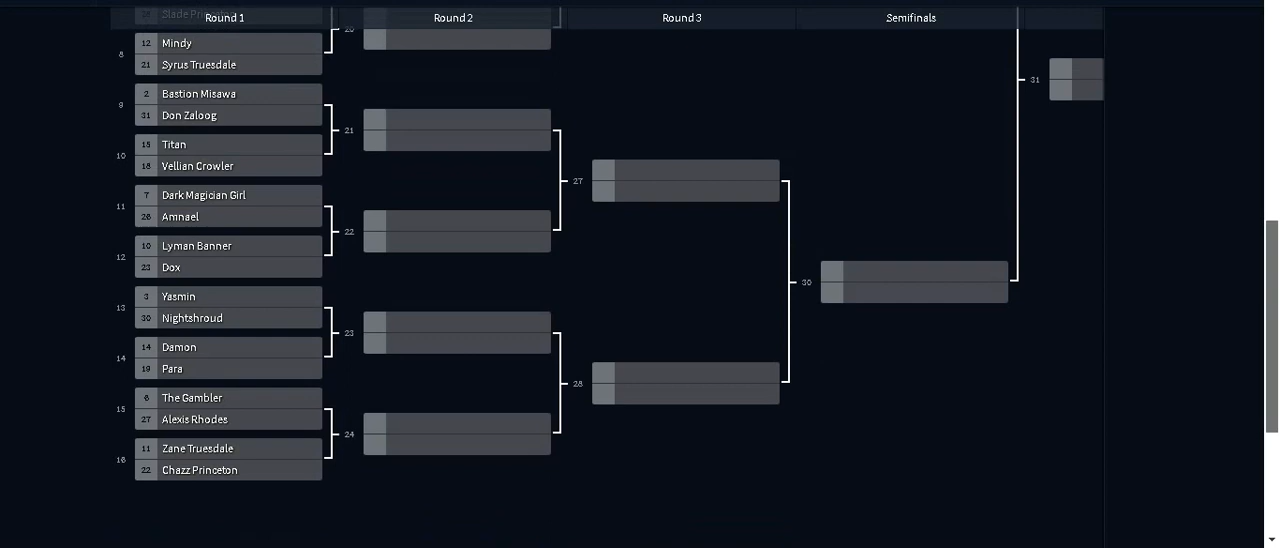 Round 1 Round 2 Round 3 Semifinals
20
12 Mindy
8
21 Syrus Truesdale
31
2 Bastion Misawa
9
31 Don Zaloog
21
15 Titan
10
18 Vellian Crowler
27
7 Dark Magician Girl
11
26 Amnael
22
10 Lyman Banner
12
23 Dox
30
3 Yasmin
13
30 Nightshroud
23
14 Damon
14
19 Para
28
6 The Gambler
15
27 Alexis Rhodes
24
11 Zane Truesdale
16
22 Chazz Princeton